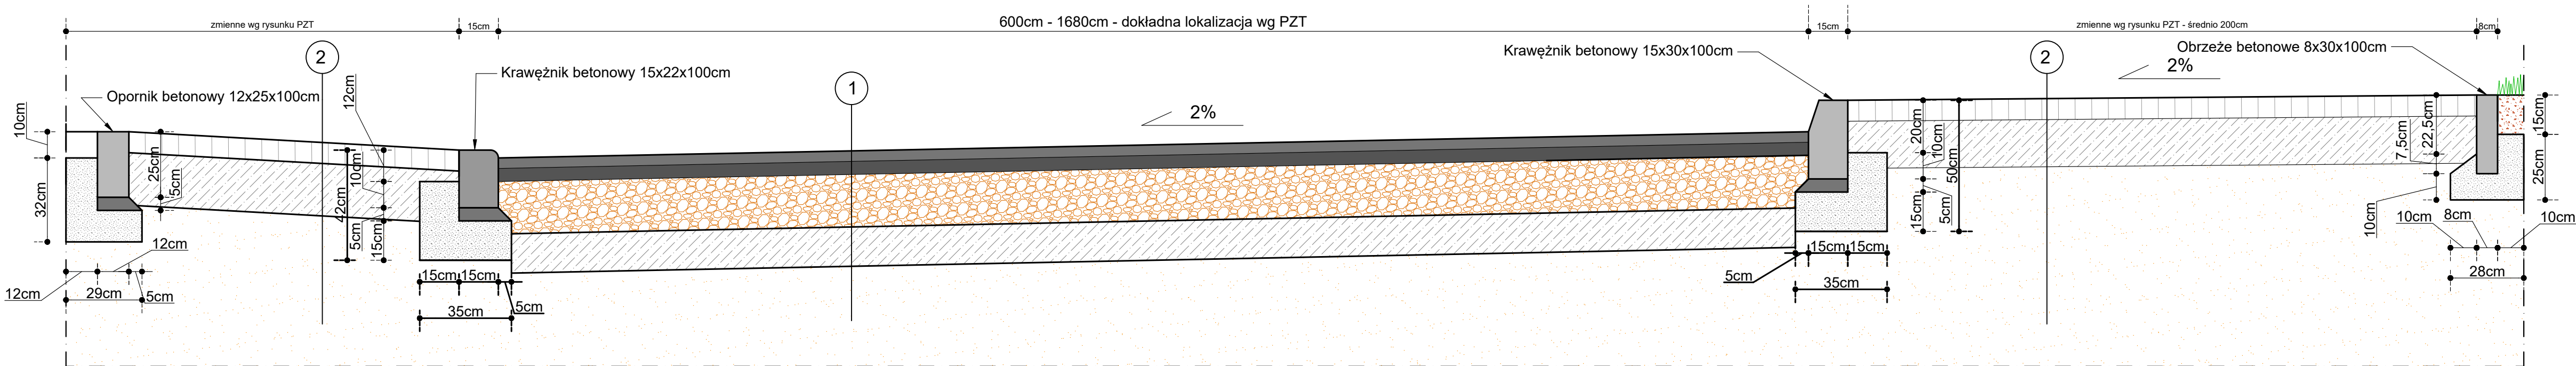 zmienne wg rysunku PZT
15cm
600cm - 1680cm - dokładna lokalizacja wg PZT
15cm
zmienne wg rysunku PZT - średnio 200cm
8cm
2
Krawężnik betonowy 15x22x100cm
1
Krawężnik betonowy 15x30x100cm
2
Obrzeże betonowe 8x30x100cm
2%
Opornik betonowy 12x25x100cm
2%
10cm
32cm
25cm
5cm
12cm
10cm
42cm
5cm
15cm
20cm
10cm
50cm
15cm
5cm
7,5cm
22,5cm
10cm
15cm
25cm
12cm
12cm
29cm
5cm
15cm
15cm
5cm
35cm
15cm
15cm
5cm
35cm
10cm
8cm
10cm
28cm